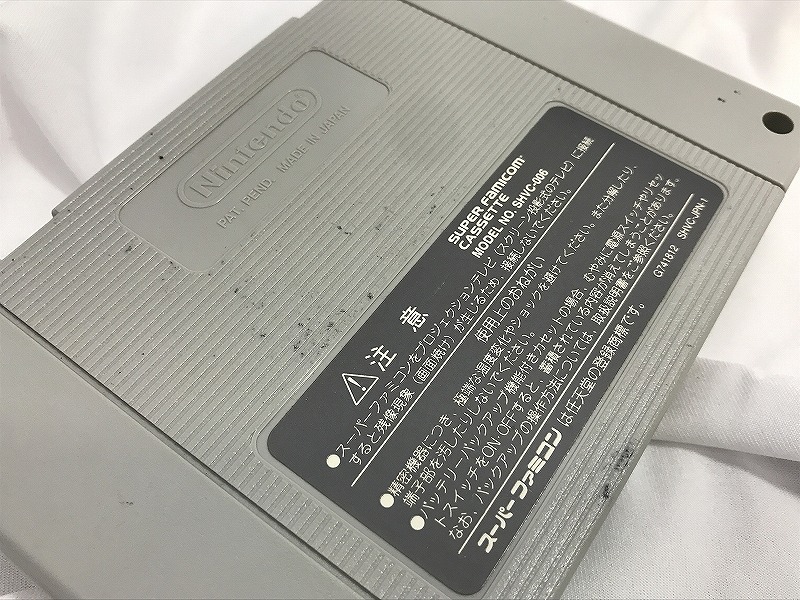 Nintendo
PAT. PEND. MADE IN JAPAN
SUPER Famicom
CASSETTE
MODEL NO. SHVC-006
注意
●スーパーファミコンをプロジェクションテレビ(スクリーン投影式のテレビ)に接続
すると残像現象(画面焼け)が生じるため、接続しないでください。
使用上のおねがい
●精密機器につき、極端な温度変化やショックを避けてください。また分解したり、
端子部を汚したりしないでください。
●バッテリーバックアップ機能付きカセットの場合、むやみに電源スイッチやリセッ
トスイッチをON・OFFすると、蓄積されている内容が消えてしまうことがあります。
なお、バックアップの操作方法については、取扱説明書をご参照ください。
スーパーファミコンは任天堂の登録商標です。
G741812 SHVC-JPN-1